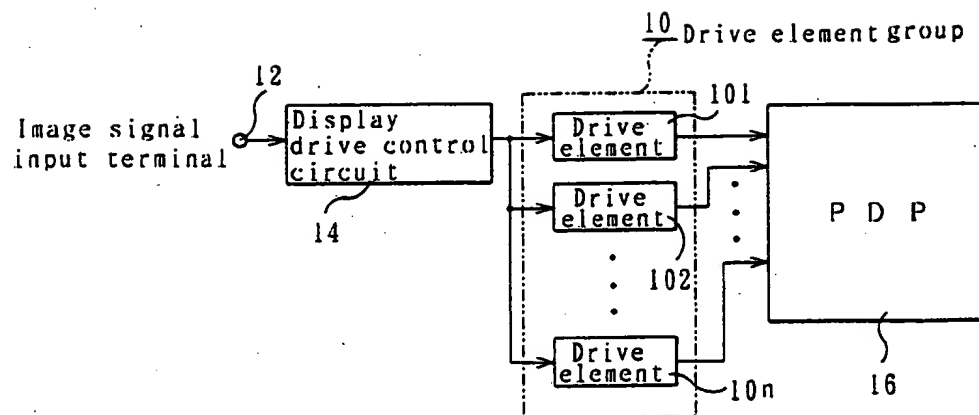 10 Drive element group
12
101
Image signal
input terminal
Display
drive control
circuit
14
Drive
element
Drive
element
102
Drive
element
10n
P D P
16